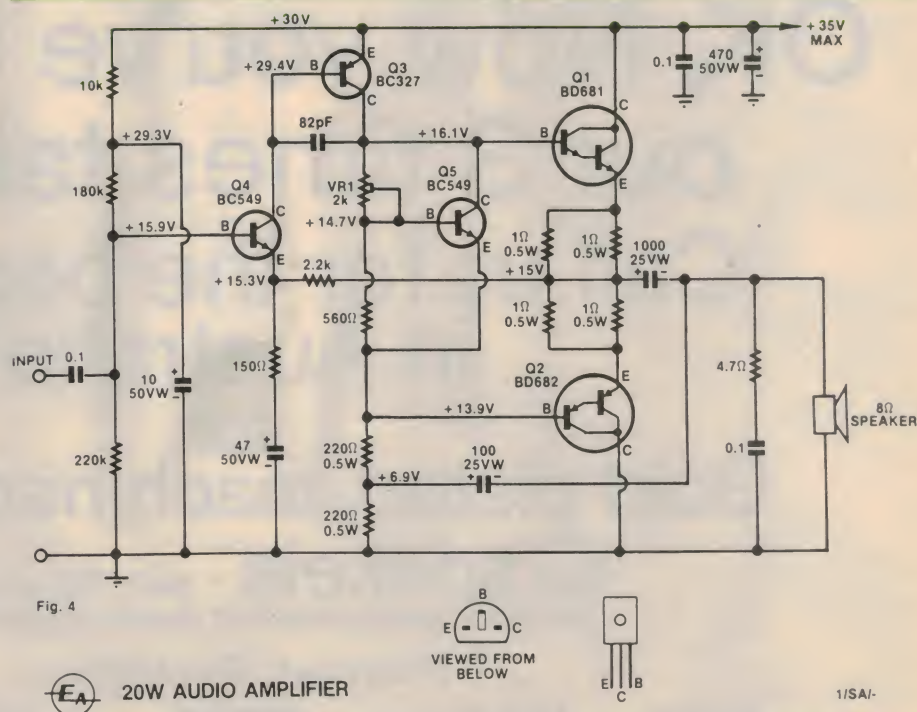 +30V
+35V
MAX
10k
+29.4V
B
E
C
Q3
BC327
0.1
470
50VW
+
-
Q1
BD681
C
B
E
82pF
+29.3V
+16.1V
180k
Q4
BC549
C
B
E
VR1
2k
Q5
BC549
C
B
E
+14.7V
+15.9V
1Ω
0.5W
1Ω
0.5W
1000
25VW
+
-
2.2k
+15V
+15.3V
1Ω
0.5W
1Ω
0.5W
560Ω
INPUT
0.1
150Ω
4.7Ω
Q2
BD682
E
B
C
8Ω
SPEAKER
10
50VW
+
-
+13.9V
47
50VW
+
-
220Ω
0.5W
100
25VW
+
-
0.1
220k
+6.9V
220Ω
0.5W
Fig. 4
B
E
C
VIEWED FROM
BELOW
E
C
B
EA
20W AUDIO AMPLIFIER
1/SA/-